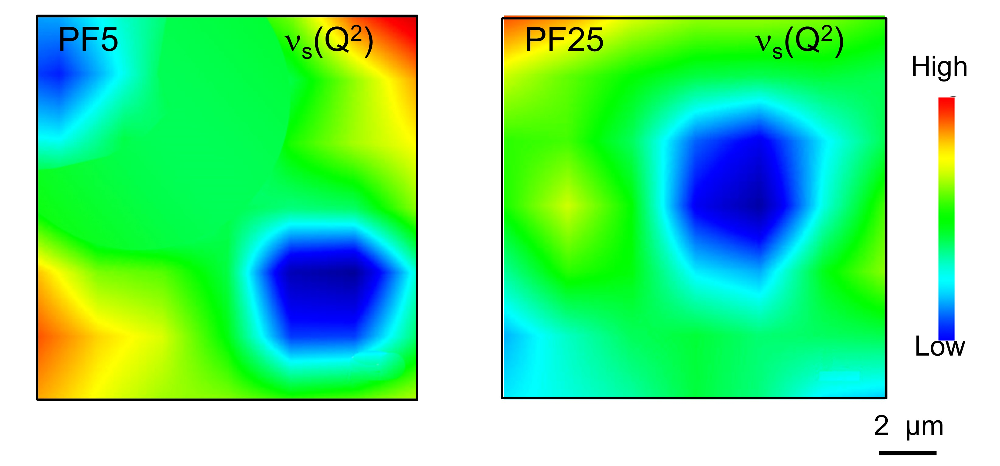 PF5
νs(Q²)
PF25
νs(Q²)
High
Low
2 µm